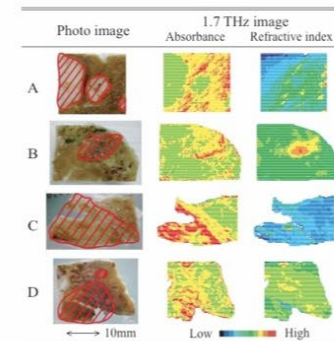 1.7 THz image
Photo image
Absorbance Refractive index
A
B
C
D
10mm Low High